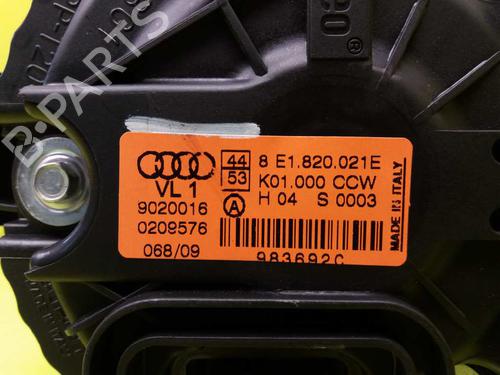 B-PARTS
44
53
8 E1.820.021E
VL 1
K01.000 CCW
9020016
A
H 04 S 0003
0209576
068/09
983692C
MADE IN ITALY